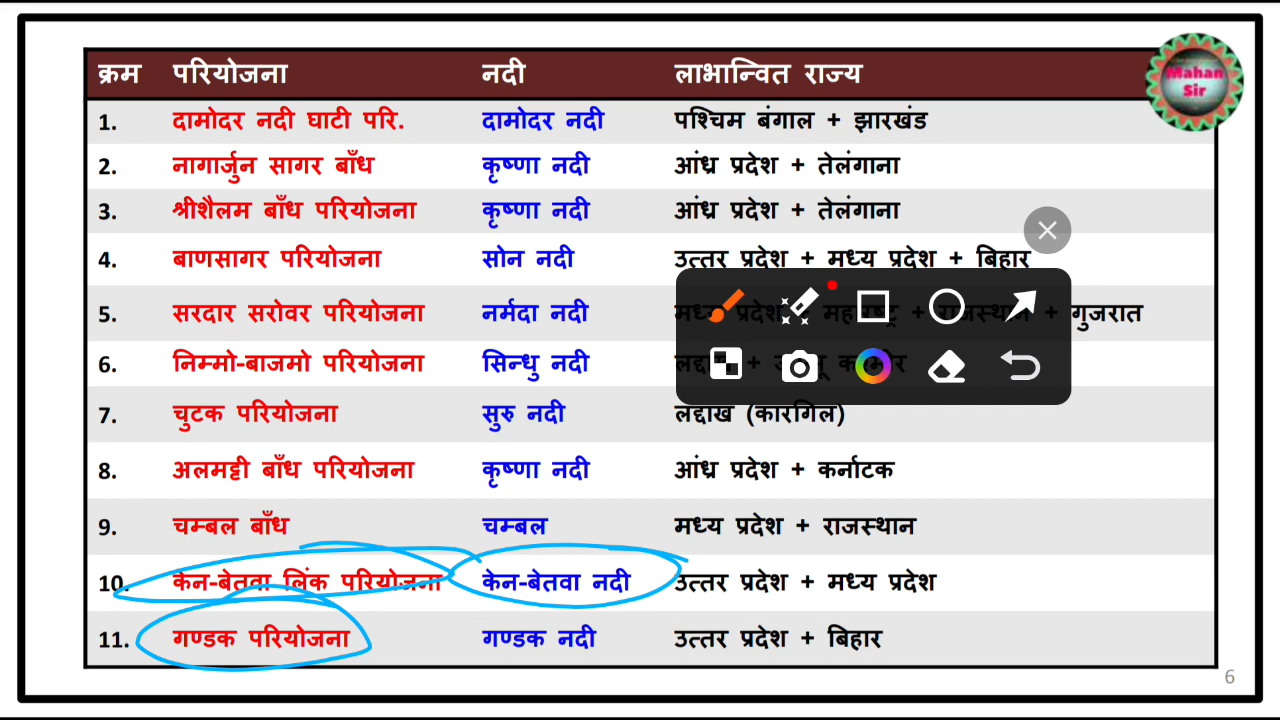 क्रम परियोजना नदी लाभान्वित राज्य
Mahan
Sir
1. दामोदर नदी घाटी परि. दामोदर नदी पश्चिम बंगाल + झारखंड
2. नागार्जुन सागर बाँध कृष्णा नदी आंध्र प्रदेश + तेलंगाना
3. श्रीशैलम बाँध परियोजना कृष्णा नदी आंध्र प्रदेश + तेलंगाना
4. बाणसागर परियोजना सोन नदी उत्तर प्रदेश + मध्य प्रदेश + बिहार
5. सरदार सरोवर परियोजना नर्मदा नदी मध्य प्रदेश + महाराष्ट्र + राजस्थान + गुजरात
6. निम्मो-बाजमो परियोजना सिन्धु नदी
7. चुटक परियोजना सुरु नदी लद्दाख (कारगिल)
8. अलमट्टी बाँध परियोजना कृष्णा नदी आंध्र प्रदेश + कर्नाटक
9. चम्बल बाँध चम्बल मध्य प्रदेश + राजस्थान
10. केन-बेतवा लिंक परियोजना केन-बेतवा नदी उत्तर प्रदेश + मध्य प्रदेश
11. गण्डक परियोजना गण्डक नदी उत्तर प्रदेश + बिहार
6